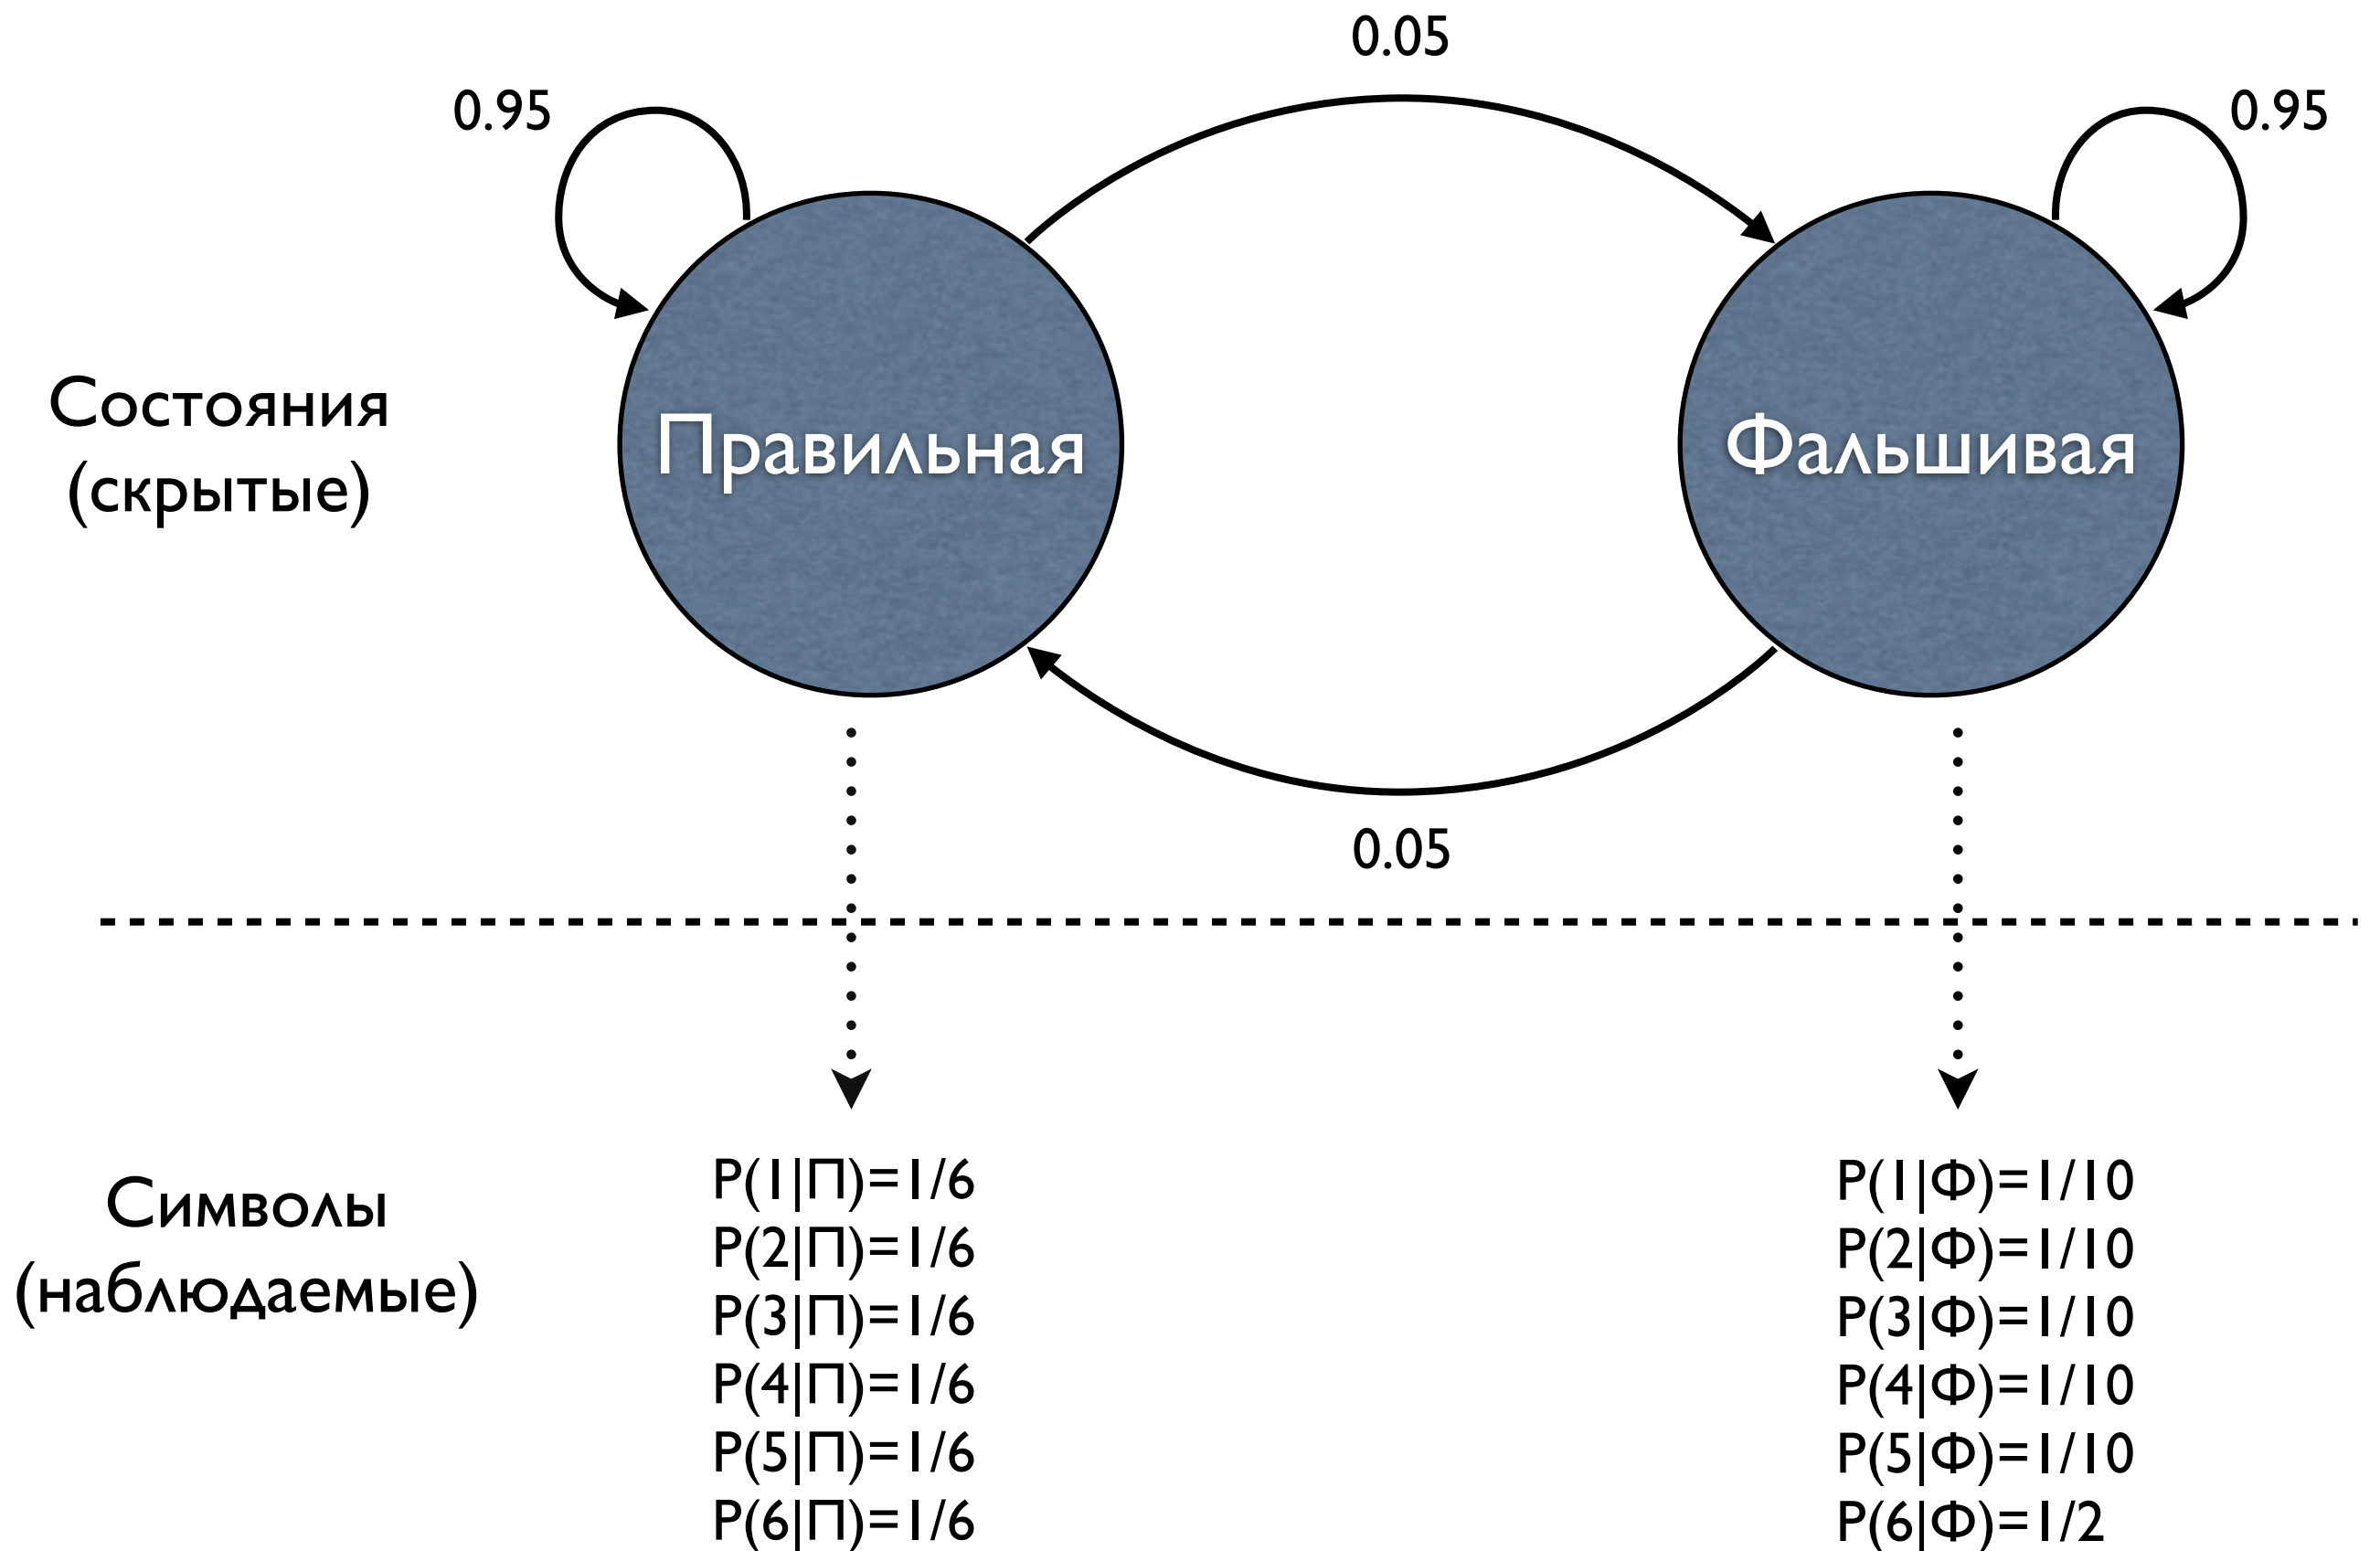 0.05
0.95
0.95
Состояния
(скрытые)
Правильная
Фальшивая
0.05
Символы
(наблюдаемые)
P(1|П)=1/6
P(2|П)=1/6
P(3|П)=1/6
P(4|П)=1/6
P(5|П)=1/6
P(6|П)=1/6
P(1|Ф)=1/10
P(2|Ф)=1/10
P(3|Ф)=1/10
P(4|Ф)=1/10
P(5|Ф)=1/10
P(6|Ф)=1/2